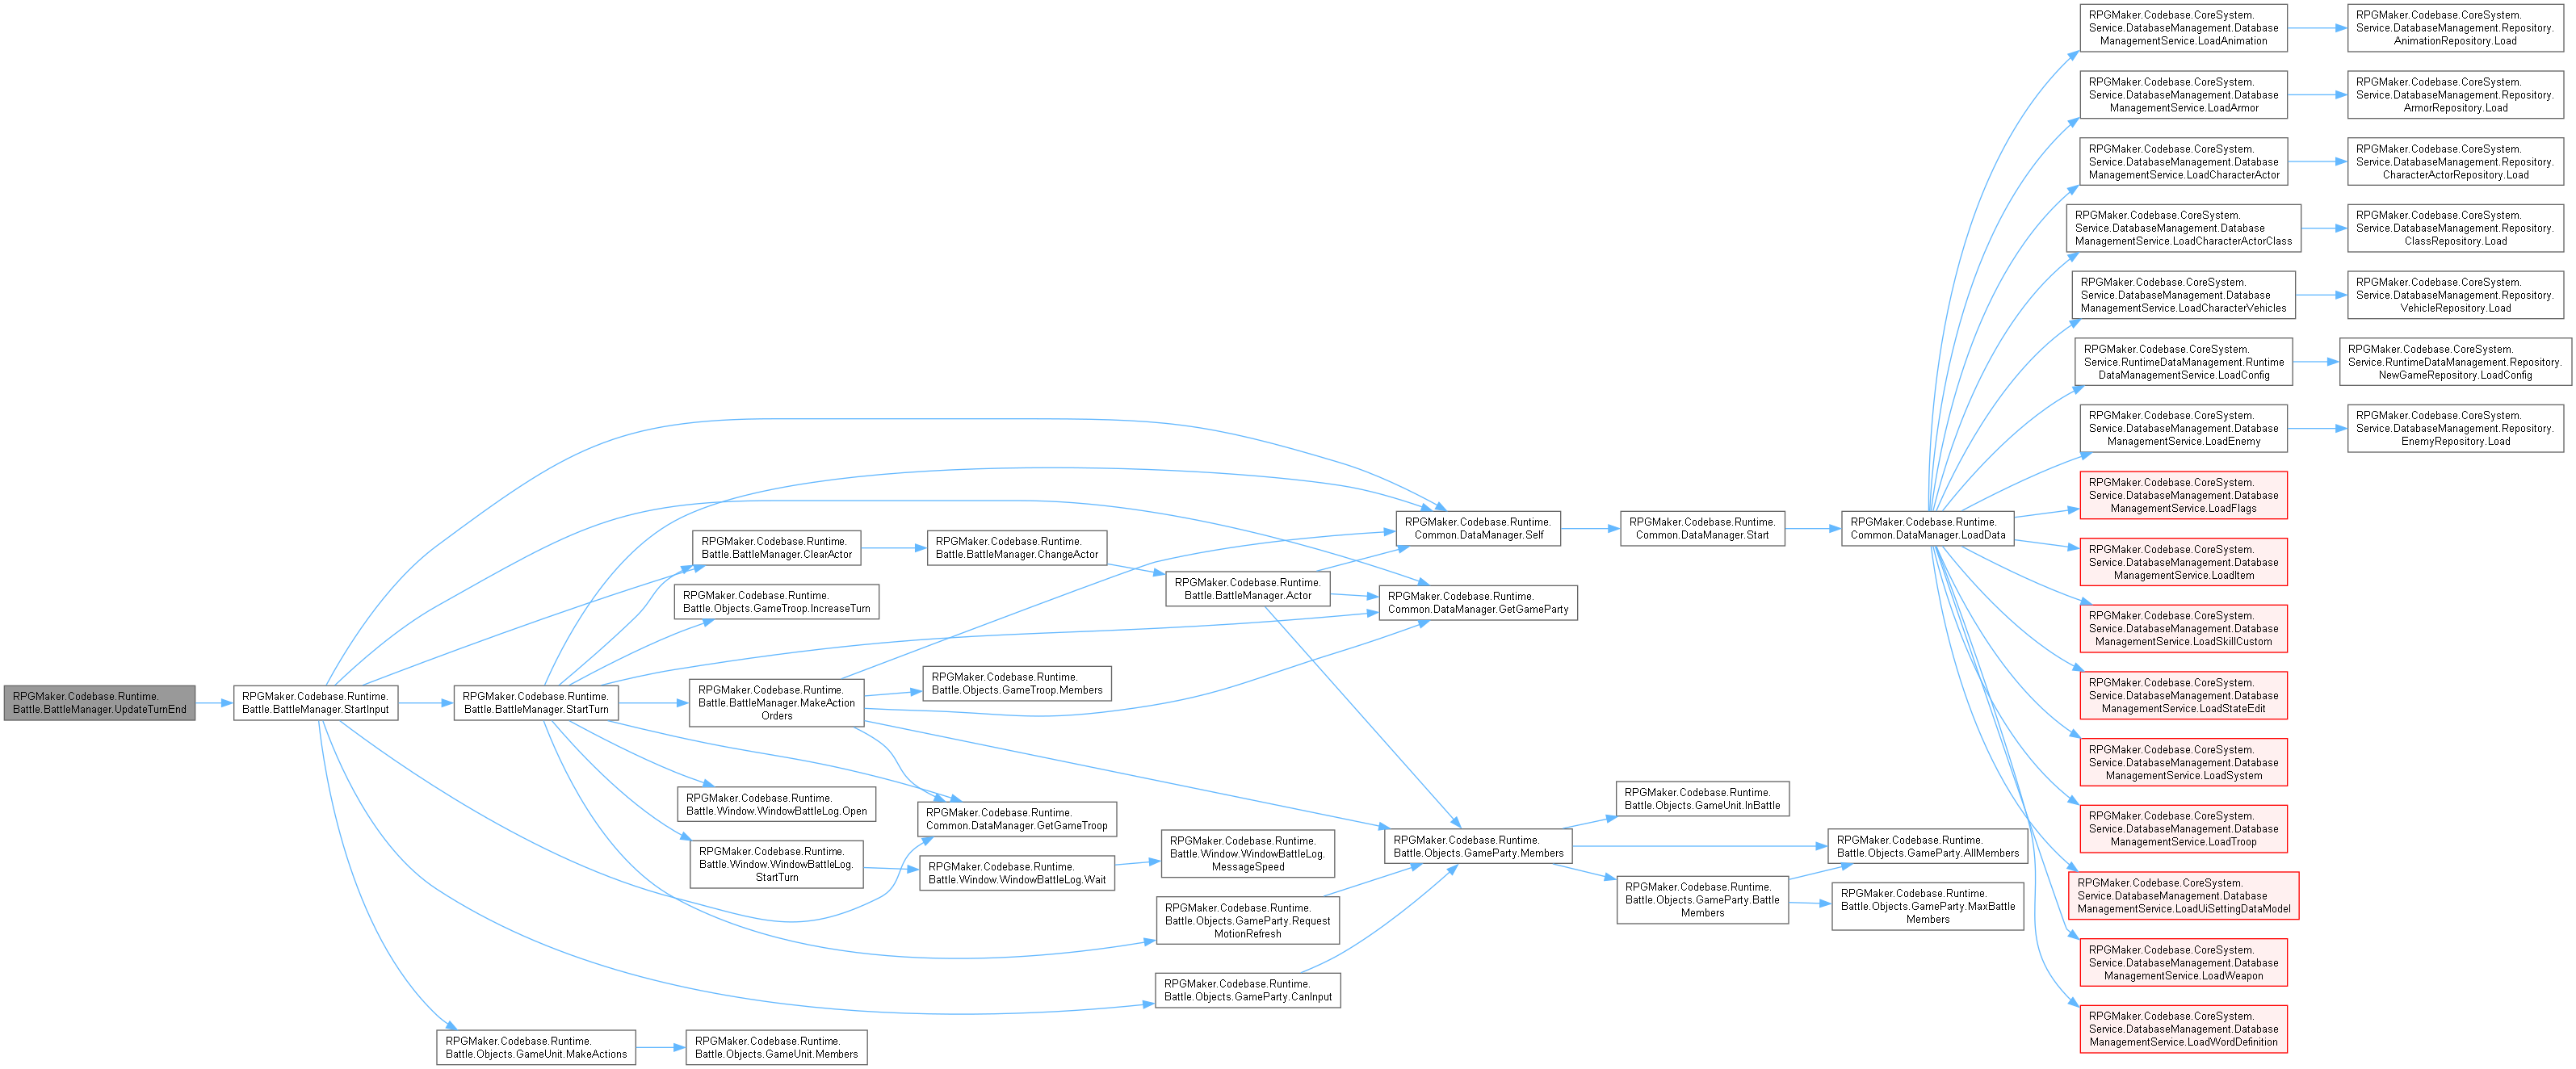 RPGMaker.Codebase.Runtime.
Battle.BattleManager.UpdateTurnEnd
RPGMaker.Codebase.Runtime.
Battle.BattleManager.StartInput
RPGMaker.Codebase.Runtime.
Battle.BattleManager.StartTurn
RPGMaker.Codebase.Runtime.
Battle.Objects.GameUnit.MakeActions
RPGMaker.Codebase.Runtime.
Battle.BattleManager.ClearActor
RPGMaker.Codebase.Runtime.
Battle.Objects.GameTroop.IncreaseTurn
RPGMaker.Codebase.Runtime.
Battle.BattleManager.MakeAction
Orders
RPGMaker.Codebase.Runtime.
Battle.Window.WindowBattleLog.Open
RPGMaker.Codebase.Runtime.
Battle.Window.WindowBattleLog.
StartTurn
RPGMaker.Codebase.Runtime.
Battle.Objects.GameUnit.Members
RPGMaker.Codebase.Runtime.
Battle.BattleManager.ChangeActor
RPGMaker.Codebase.Runtime.
Battle.Objects.GameTroop.Members
RPGMaker.Codebase.Runtime.
Common.DataManager.GetGameTroop
RPGMaker.Codebase.Runtime.
Battle.Window.WindowBattleLog.Wait
RPGMaker.Codebase.Runtime.
Battle.BattleManager.Actor
RPGMaker.Codebase.Runtime.
Battle.Window.WindowBattleLog.
MessageSpeed
RPGMaker.Codebase.Runtime.
Battle.Objects.GameParty.Request
MotionRefresh
RPGMaker.Codebase.Runtime.
Battle.Objects.GameParty.CanInput
RPGMaker.Codebase.Runtime.
Common.DataManager.Self
RPGMaker.Codebase.Runtime.
Common.DataManager.GetGameParty
RPGMaker.Codebase.Runtime.
Battle.Objects.GameParty.Members
RPGMaker.Codebase.Runtime.
Common.DataManager.Start
RPGMaker.Codebase.Runtime.
Battle.Objects.GameUnit.InBattle
RPGMaker.Codebase.Runtime.
Battle.Objects.GameParty.Battle
Members
RPGMaker.Codebase.Runtime.
Common.DataManager.LoadData
RPGMaker.Codebase.Runtime.
Battle.Objects.GameParty.AllMembers
RPGMaker.Codebase.Runtime.
Battle.Objects.GameParty.MaxBattle
Members
RPGMaker.Codebase.CoreSystem.
Service.DatabaseManagement.Database
ManagementService.LoadAnimation
RPGMaker.Codebase.CoreSystem.
Service.DatabaseManagement.Repository.
AnimationRepository.Load
RPGMaker.Codebase.CoreSystem.
Service.DatabaseManagement.Database
ManagementService.LoadArmor
RPGMaker.Codebase.CoreSystem.
Service.DatabaseManagement.Repository.
ArmorRepository.Load
RPGMaker.Codebase.CoreSystem.
Service.DatabaseManagement.Database
ManagementService.LoadCharacterActor
RPGMaker.Codebase.CoreSystem.
Service.DatabaseManagement.Repository.
CharacterActorRepository.Load
RPGMaker.Codebase.CoreSystem.
Service.DatabaseManagement.Database
ManagementService.LoadCharacterActorClass
RPGMaker.Codebase.CoreSystem.
Service.DatabaseManagement.Repository.
ClassRepository.Load
RPGMaker.Codebase.CoreSystem.
Service.DatabaseManagement.Database
ManagementService.LoadCharacterVehicles
RPGMaker.Codebase.CoreSystem.
Service.DatabaseManagement.Repository.
VehicleRepository.Load
RPGMaker.Codebase.CoreSystem.
Service.RuntimeDataManagement.Runtime
DataManagementService.LoadConfig
RPGMaker.Codebase.CoreSystem.
Service.RuntimeDataManagement.Repository.
NewGameRepository.LoadConfig
RPGMaker.Codebase.CoreSystem.
Service.DatabaseManagement.Database
ManagementService.LoadEnemy
RPGMaker.Codebase.CoreSystem.
Service.DatabaseManagement.Repository.
EnemyRepository.Load
RPGMaker.Codebase.CoreSystem.
Service.DatabaseManagement.Database
ManagementService.LoadFlags
RPGMaker.Codebase.CoreSystem.
Service.DatabaseManagement.Database
ManagementService.LoadItem
RPGMaker.Codebase.CoreSystem.
Service.DatabaseManagement.Database
ManagementService.LoadSkillCustom
RPGMaker.Codebase.CoreSystem.
Service.DatabaseManagement.Database
ManagementService.LoadStateEdit
RPGMaker.Codebase.CoreSystem.
Service.DatabaseManagement.Database
ManagementService.LoadSystem
RPGMaker.Codebase.CoreSystem.
Service.DatabaseManagement.Database
ManagementService.LoadTroop
RPGMaker.Codebase.CoreSystem.
Service.DatabaseManagement.Database
ManagementService.LoadUiSettingDataModel
RPGMaker.Codebase.CoreSystem.
Service.DatabaseManagement.Database
ManagementService.LoadWeapon
RPGMaker.Codebase.CoreSystem.
Service.DatabaseManagement.Database
ManagementService.LoadWordDefinition